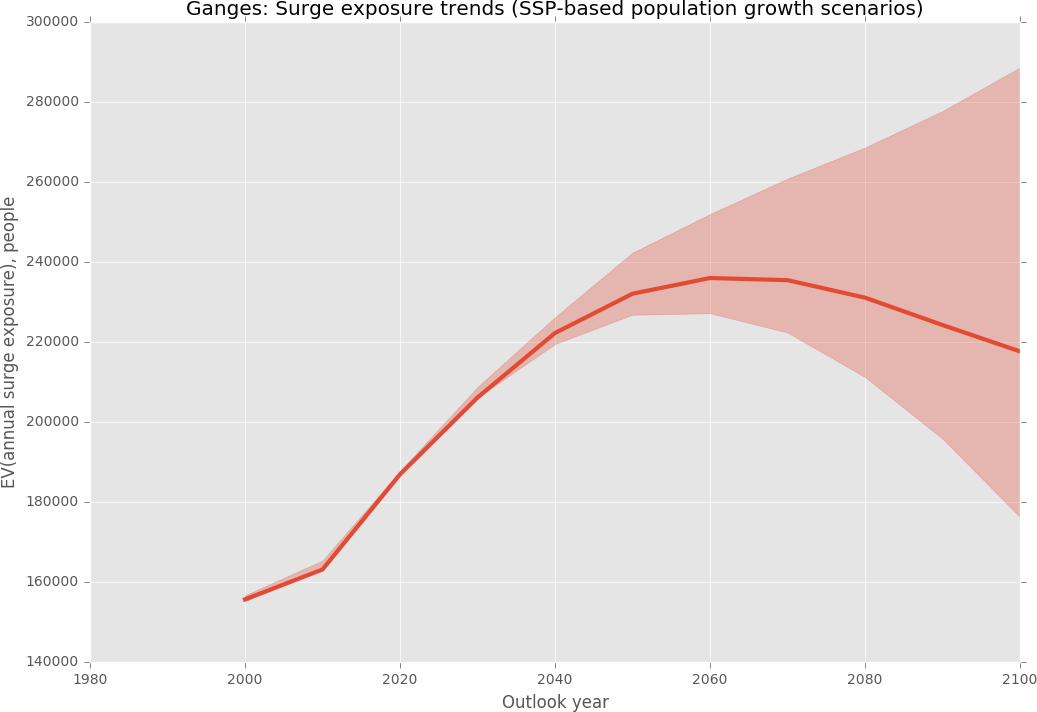 Ganges: Surge exposure trends (SSP-based population growth scenarios)
EV(annual surge exposure), people
300000
280000
260000
240000
220000
200000
180000
160000
140000
1980 2000 2020 2040 2060 2080 2100
Outlook year